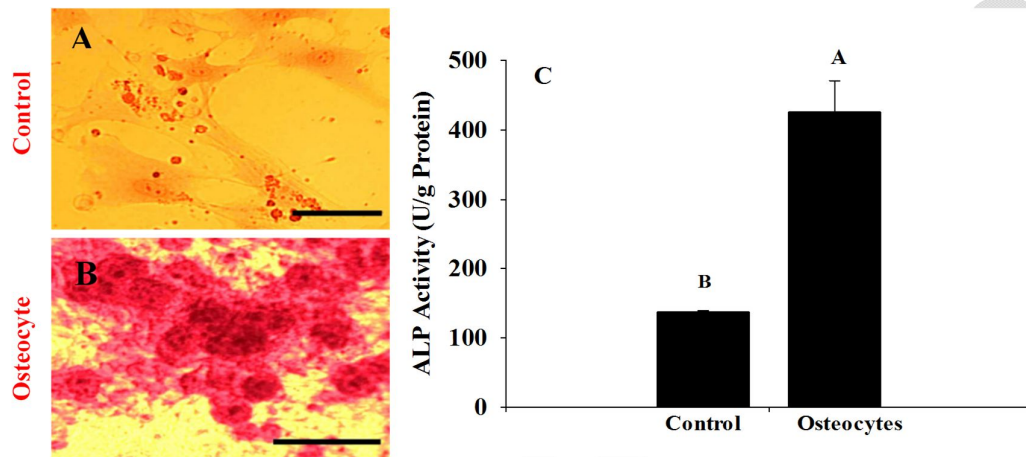 Control
A
Osteocyte
B
C
ALP Activity (U/g Protein)
500
400
300
200
100
0
B
A
Control
Osteocytes